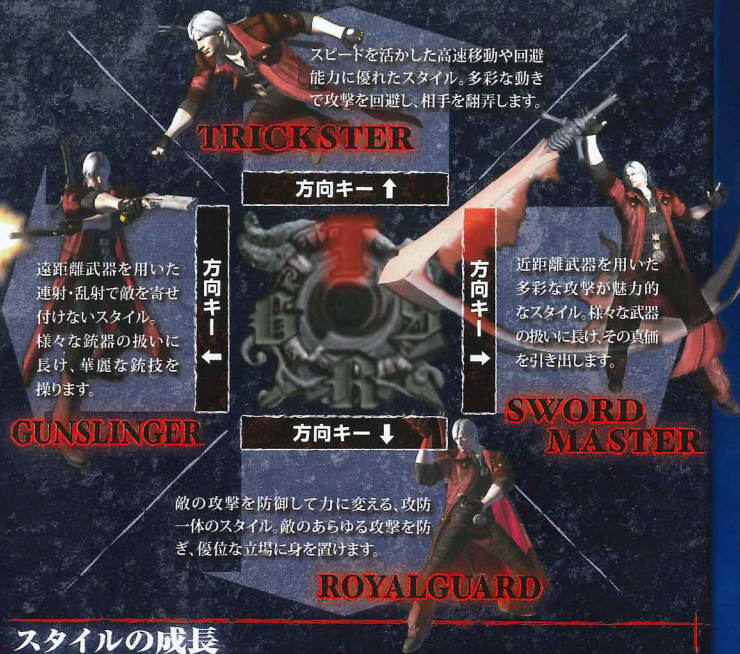 スピードを活かした高速移動や回避
能力に優れたスタイル。多彩な動き
で攻撃を回避し、相手を翻弄します。
TRICKSTER
方向キー ↑
遠距離武器を用いた
連射・乱射で敵を寄せ
付けないスタイル。
様々な銃器の扱いに
長け、華麗な銃技を
操ります。
GUNSLINGER
方向キー ←
T
G
D
R
方向キー →
近距離武器を用いた
多彩な攻撃が魅力的
なスタイル。様々な武器
の扱いに長け、その真価
を引き出します。
SWORD
MASTER
方向キー ↓
敵の攻撃を防御して力に変える、攻防
一体のスタイル。敵のあらゆる攻撃を防
ぎ、優位な立場に身を置けます。
ROYALGUARD
スタイルの成長